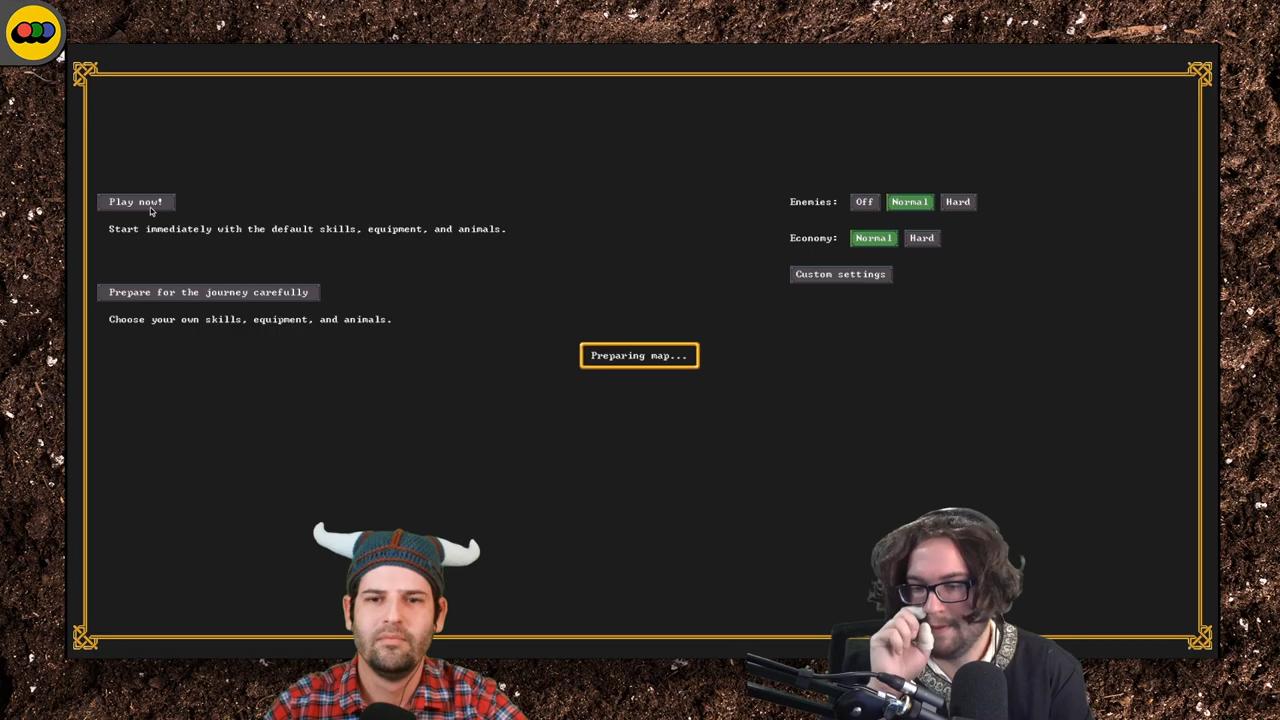 Play now!
Start immediately with the default skills, equipment, and animals.
Prepare for the journey carefully
Choose your own skills, equipment, and animals.
Enemies: Off Normal Hard
Economy: Normal Hard
Custom settings
Preparing map...